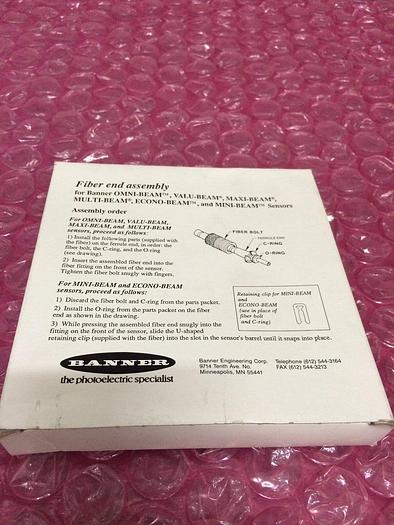 Fiber end assembly
for Banner OMNI-BEAM™, VALU-BEAM®, MAXI-BEAM®,
MULTI-BEAM®, ECONO-BEAM™, and MINI-BEAM™ Sensors
Assembly order
For OMNI-BEAM, VALU-BEAM,
MAXI-BEAM, and MULTI-BEAM
sensors, proceed as follows:
1) Install the following parts (supplied with
the fiber) on the ferrule end, in order: the
fiber bolt, the C-ring, and the O-ring
(see drawing).
2) Insert the assembled fiber end into the
fiber fitting on the front of the sensor.
Tighten the fiber bolt snugly with fingers.
FIBER BOLT
FERRULE END
C-RING
O-RING
For MINI-BEAM and ECONO-BEAM
sensors, proceed as follows:
1) Discard the fiber bolt and C-ring from the parts packet.
2) Install the O-ring from the parts packet on the fiber
end as shown in the drawing.
3) While pressing the assembled fiber end snugly into the
fitting on the front of the sensor, slide the U-shaped
retaining clip (supplied with the fiber) into the slot in the sensor's barrel until it snaps into place.
Retaining clip for MINI-BEAM
and
ECONO-BEAM
(use in place of
fiber bolt
and C-ring)
BANNER
the photoelectric specialist
Banner Engineering Corp.
9714 Tenth Ave. No.
Minneapolis, MN 55441
Telephone (612) 544-3164
FAX (612) 544-3213